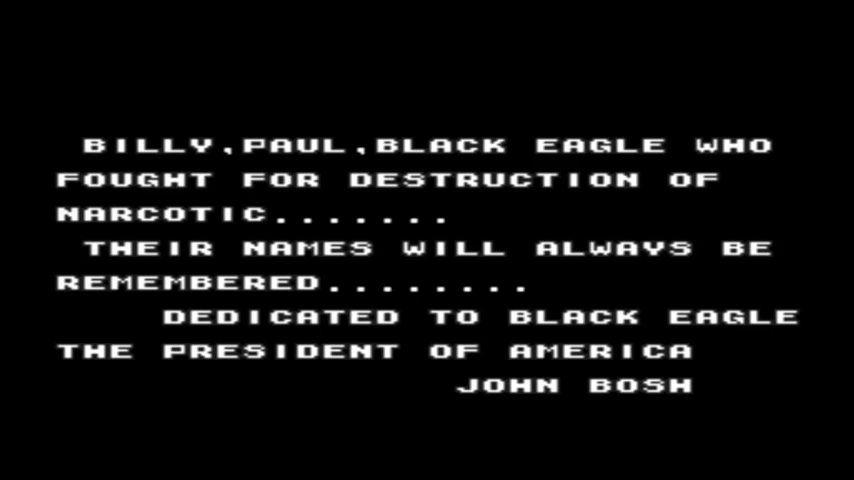 BILLY,PAUL,BLACK EAGLE WHO
FOUGHT FOR DESTRUCTION OF
NARCOTIC.......
THEIR NAMES WILL ALWAYS BE
REMEMBERED........
DEDICATED TO BLACK EAGLE
THE PRESIDENT OF AMERICA
JOHN BOSH